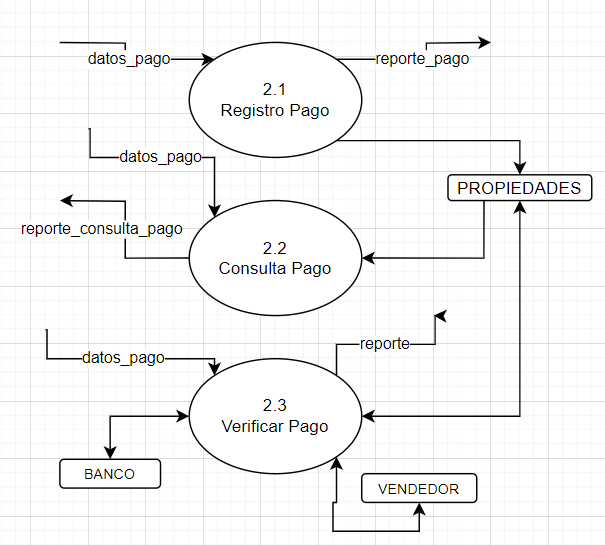 datos_pago
reporte_pago
2.1
Registro Pago
datos_pago
PROPIEDADES
reporte_consulta_pago
2.2
Consulta Pago
reporte
datos_pago
2.3
Verificar Pago
BANCO
VENDEDOR